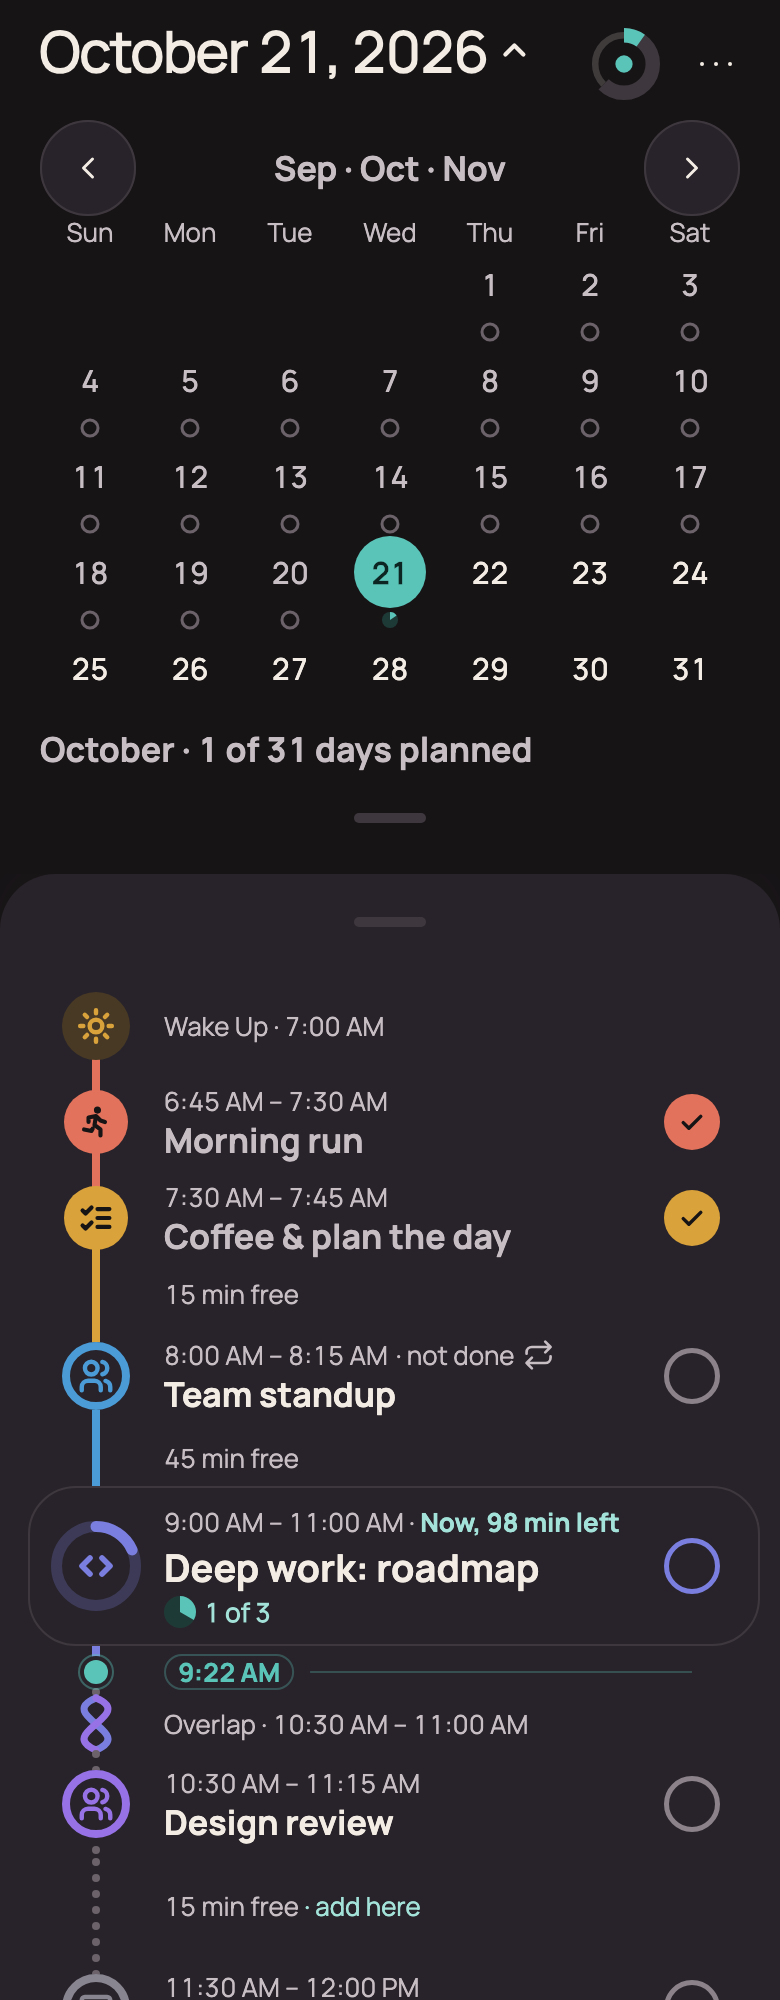 October 21, 2026
Sep · Oct · Nov
Sun Mon Tue Wed Thu Fri Sat
1 2 3
4 5 6 7 8 9 10
11 12 13 14 15 16 17
18 19 20 21 22 23 24
25 26 27 28 29 30 31
October · 1 of 31 days planned
Wake Up · 7:00 AM
6:45 AM – 7:30 AM
Morning run
7:30 AM – 7:45 AM
Coffee & plan the day
15 min free
8:00 AM – 8:15 AM · not done
Team standup
45 min free
9:00 AM – 11:00 AM · Now, 98 min left
Deep work: roadmap
1 of 3
9:22 AM
Overlap · 10:30 AM – 11:00 AM
10:30 AM – 11:15 AM
Design review
15 min free · add here
11:30 AM – 12:00 PM